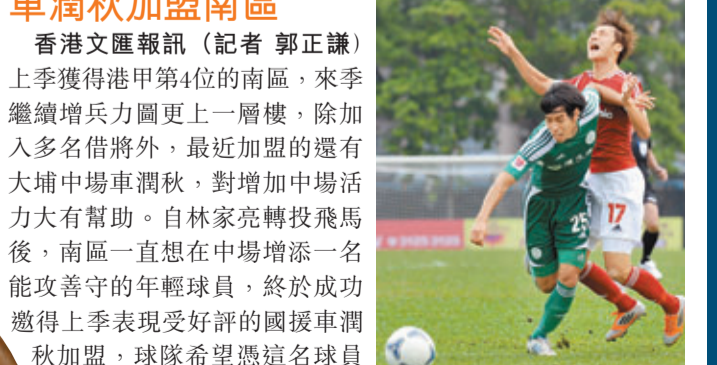 車潤秋加盟南區
香港文匯報訊（記者 郭正謙）
上季獲得港甲第4位的南區，來季
繼續增兵力圖更上一層樓，除加
入多名借將外，最近加盟的還有
大埔中場車潤秋，對增加中場活
力大有幫助。自林家亮轉投飛馬
後，南區一直想在中場增添一名
能攻善守的年輕球員，終於成功
邀得上季表現受好評的國援車潤
秋加盟，球隊希望憑這名球員
25
17